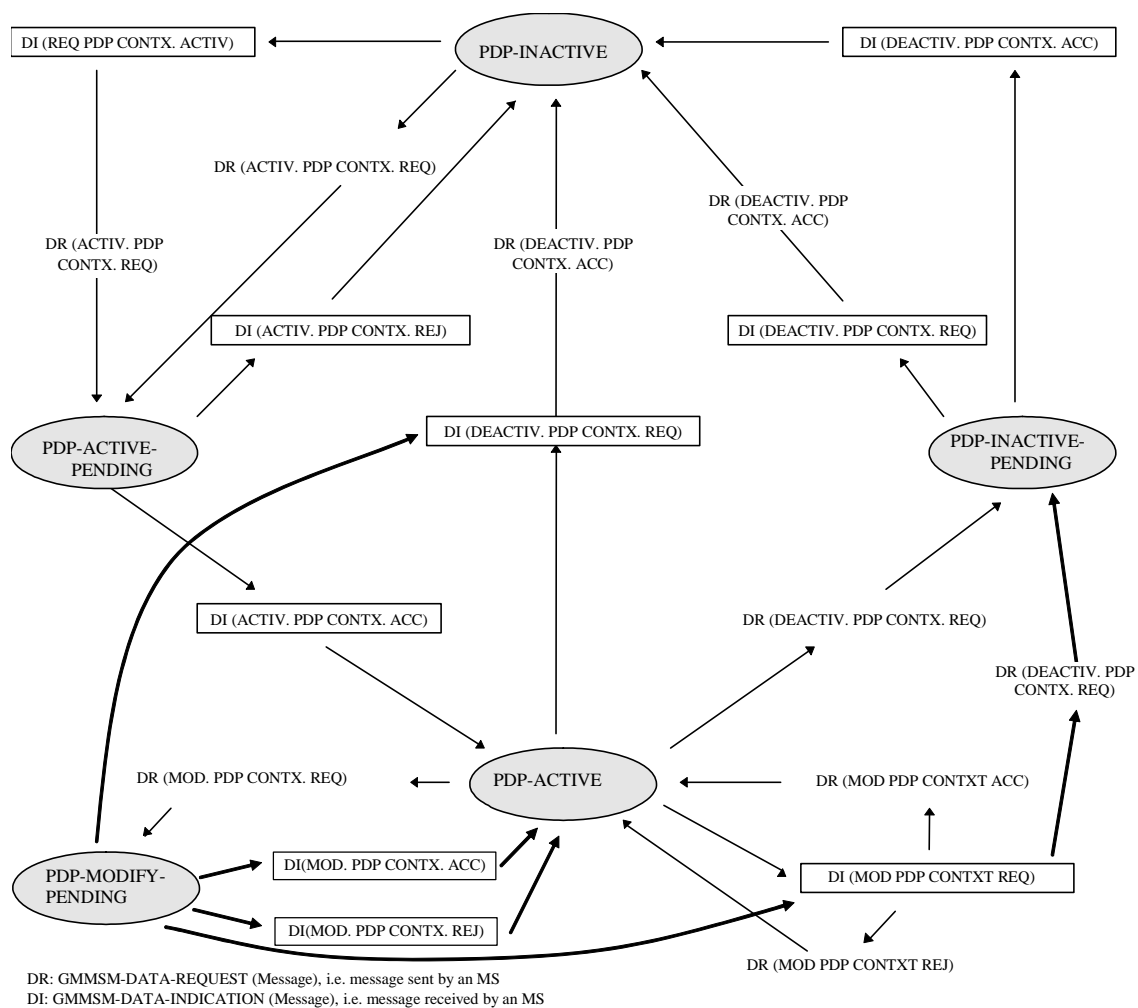 DI (REQ PDP CONTX. ACTIV)
PDP-INACTIVE
DI (DEACTIV. PDP CONTX. ACC)
DR (ACTIV. PDP CONTX. REQ)
DR (DEACTIV. PDP
CONTX. ACC)
DR (ACTIV. PDP
CONTX. REQ)
DR (DEACTIV. PDP
CONTX. ACC)
DI (ACTIV. PDP CONTX. REJ)
DI (DEACTIV. PDP CONTX. REQ)
PDP-ACTIVE-
PENDING
DI (DEACTIV. PDP CONTX. REQ)
PDP-INACTIVE-
PENDING
DI (ACTIV. PDP CONTX. ACC)
DR (DEACTIV. PDP CONTX. REQ)
DR (DEACTIV. PDP
CONTX. REQ)
DR (MOD. PDP CONTX. REQ)
PDP-ACTIVE
DR (MOD PDP CONTXT ACC)
PDP-MODIFY-
PENDING
DI(MOD. PDP CONTX. ACC)
DI (MOD PDP CONTXT REQ)
DI(MOD. PDP CONTX. REJ)
DR (MOD PDP CONTXT REJ)
DR: GMMSM-DATA-REQUEST (Message), i.e. message sent by an MS
DI: GMMSM-DATA-INDICATION (Message), i.e. message received by an MS